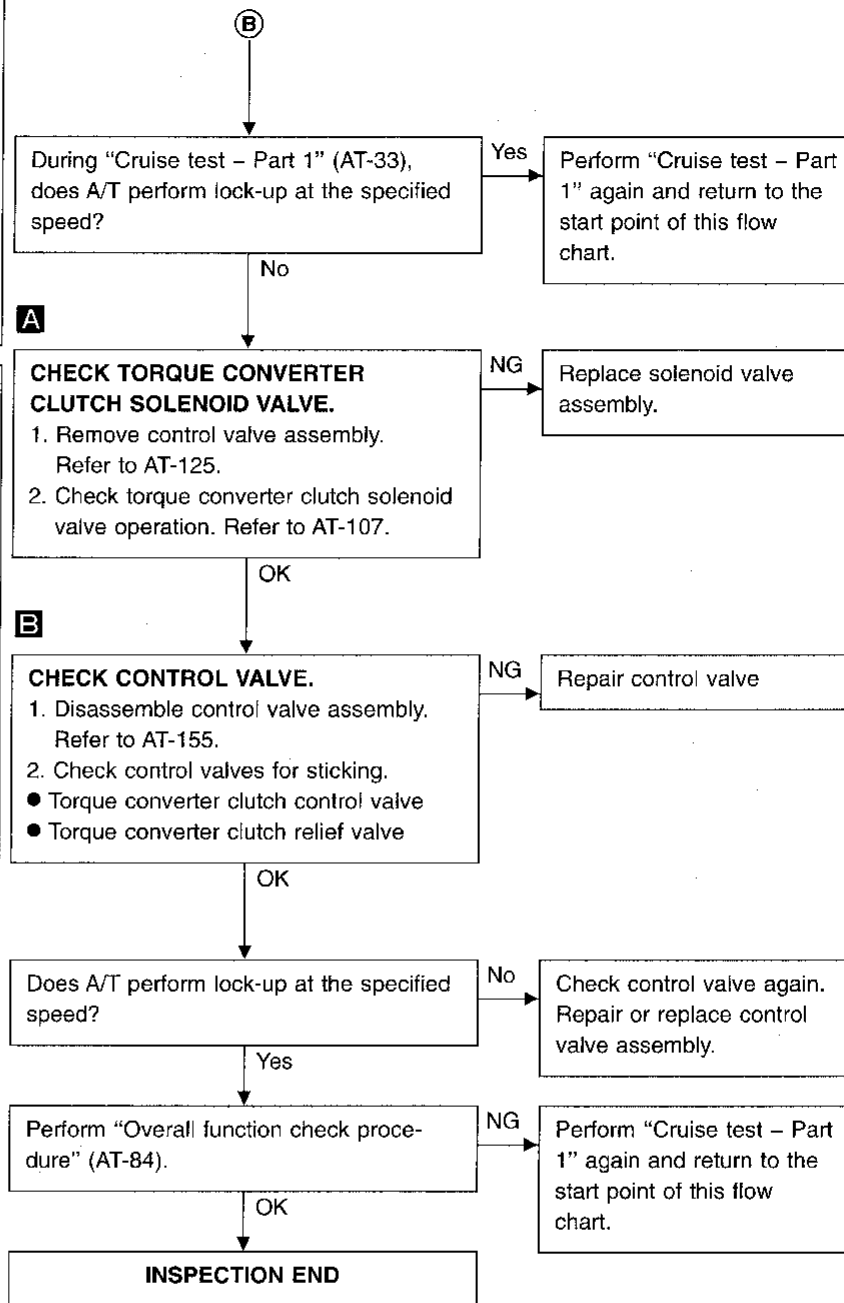 B
During “Cruise test – Part 1” (AT-33),
does A/T perform lock-up at the specified
speed?
Yes
Perform “Cruise test – Part
1” again and return to the
start point of this flow
chart.
No
A
CHECK TORQUE CONVERTER
CLUTCH SOLENOID VALVE.
1. Remove control valve assembly.
Refer to AT-125.
2. Check torque converter clutch solenoid
valve operation. Refer to AT-107.
NG
Replace solenoid valve
assembly.
OK
B
CHECK CONTROL VALVE.
1. Disassemble control valve assembly.
Refer to AT-155.
2. Check control valves for sticking.
● Torque converter clutch control valve
● Torque converter clutch relief valve
NG
Repair control valve
OK
Does A/T perform lock-up at the specified
speed?
No
Check control valve again.
Repair or replace control
valve assembly.
Yes
Perform “Overall function check proce-
dure” (AT-84).
NG
Perform “Cruise test – Part
1” again and return to the
start point of this flow
chart.
OK
INSPECTION END